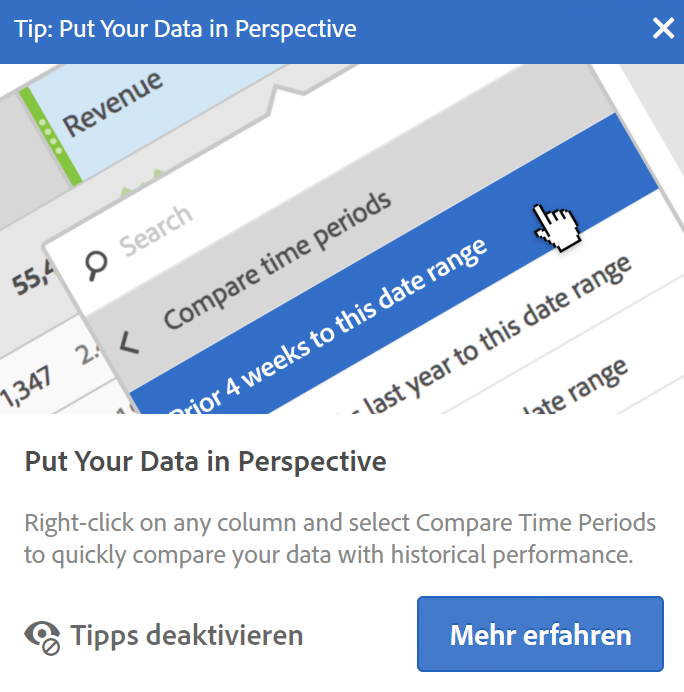 Tip: Put Your Data in Perspective
Revenue
Search
Compare time periods
Prior 4 weeks to this date range
last year to this date range
date range
55,4
1,347
Put Your Data in Perspective
Right-click on any column and select Compare Time Periods
to quickly compare your data with historical performance.
Tipps deaktivieren
Mehr erfahren